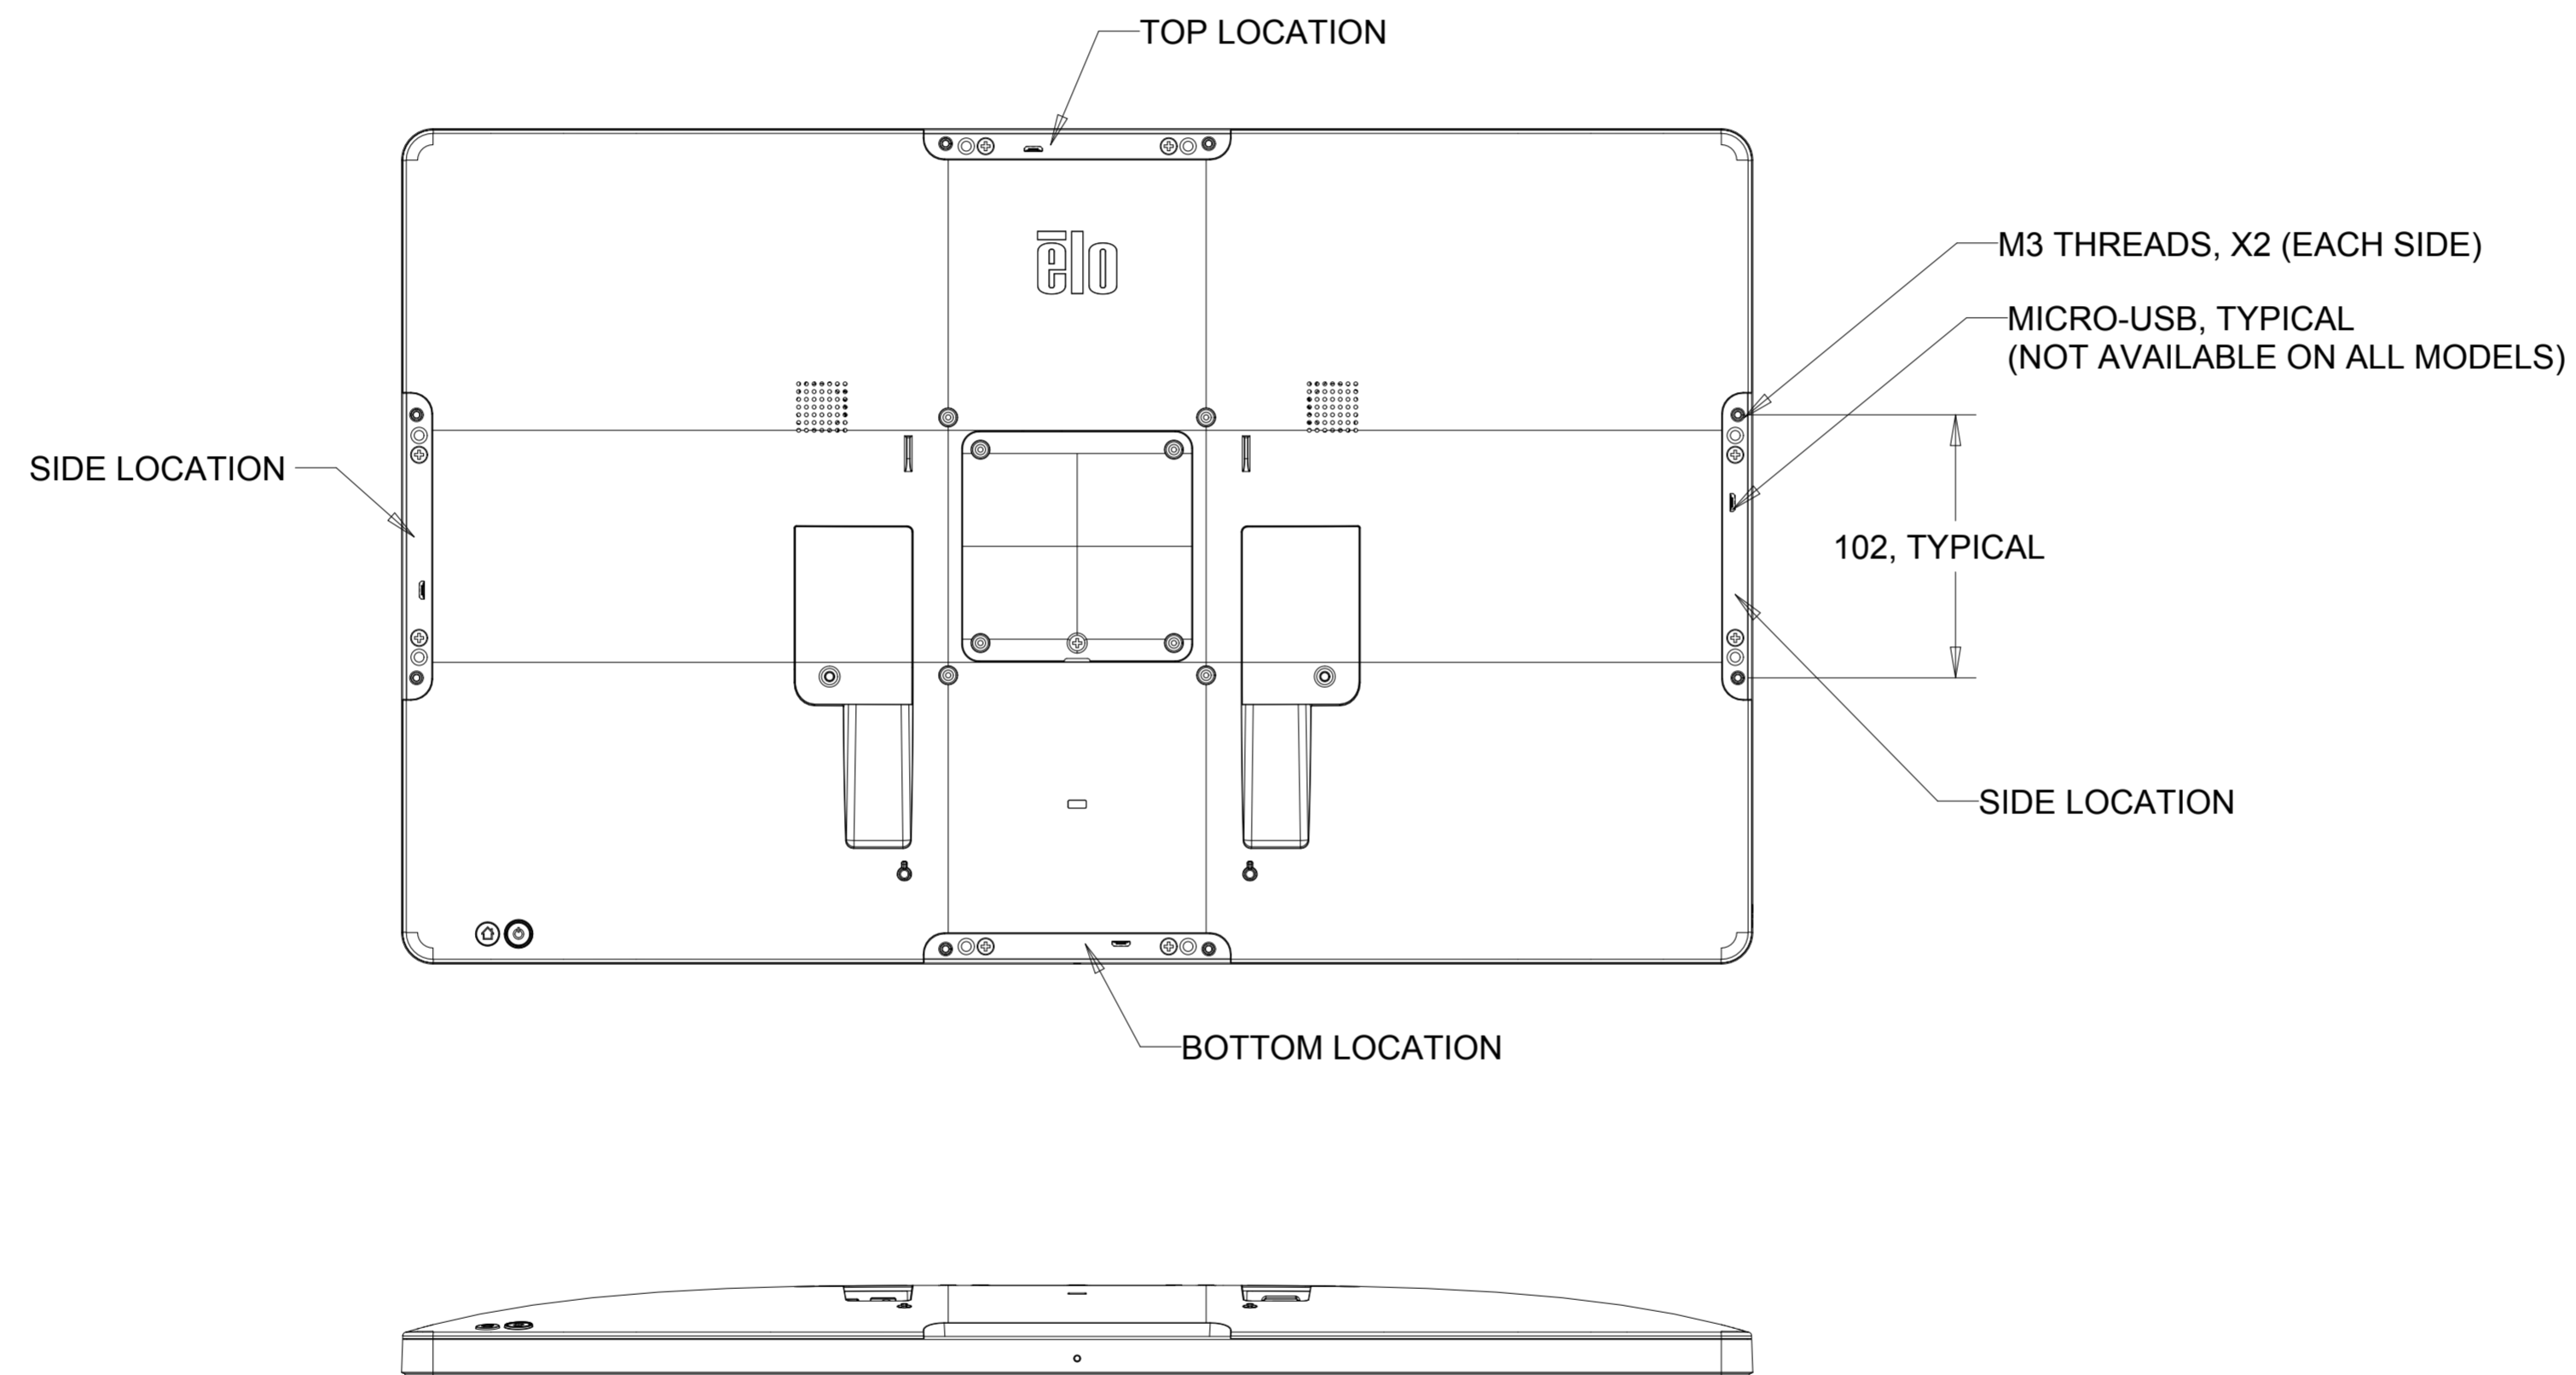 TOP LOCATION
ēlo
M3 THREADS, X2 (EACH SIDE)
MICRO-USB, TYPICAL
(NOT AVAILABLE ON ALL MODELS)
SIDE LOCATION
102, TYPICAL
SIDE LOCATION
BOTTOM LOCATION